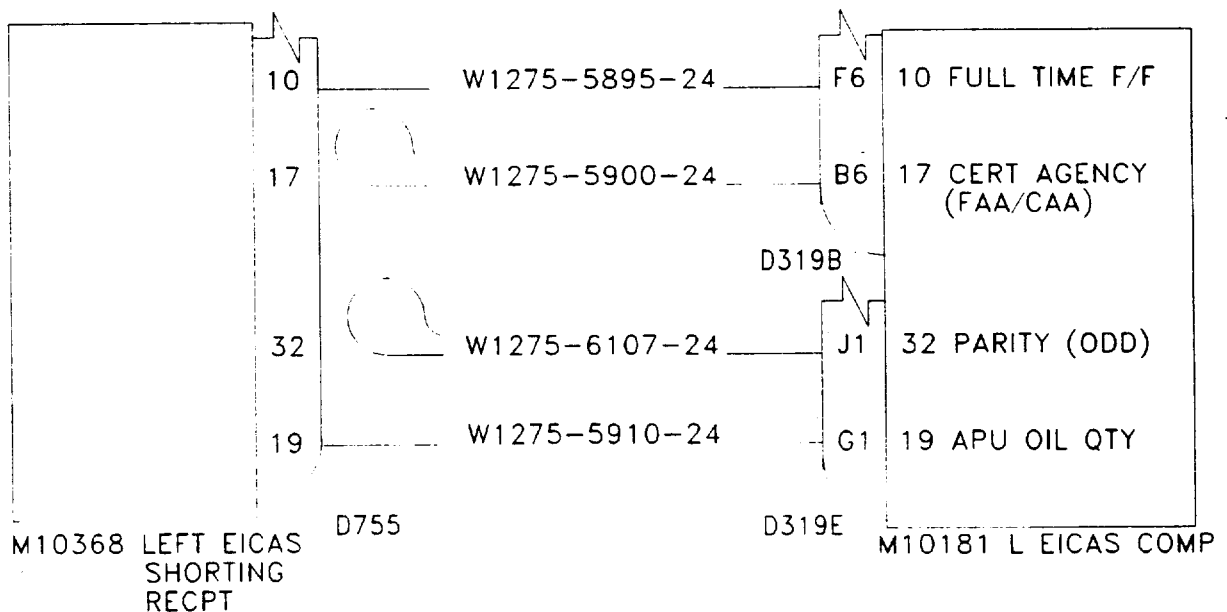 10 W1275-5895-24 F6 10 FULL TIME F/F
17 W1275-5900-24 B6 17 CERT AGENCY
(FAA/CAA)
D319B
32 W1275-6107-24 J1 32 PARITY (ODD)
19 W1275-5910-24 G1 19 APU OIL QTY
D755 D319E
M10368 LEFT EICAS M10181 L EICAS COMP
SHORTING
RECPT